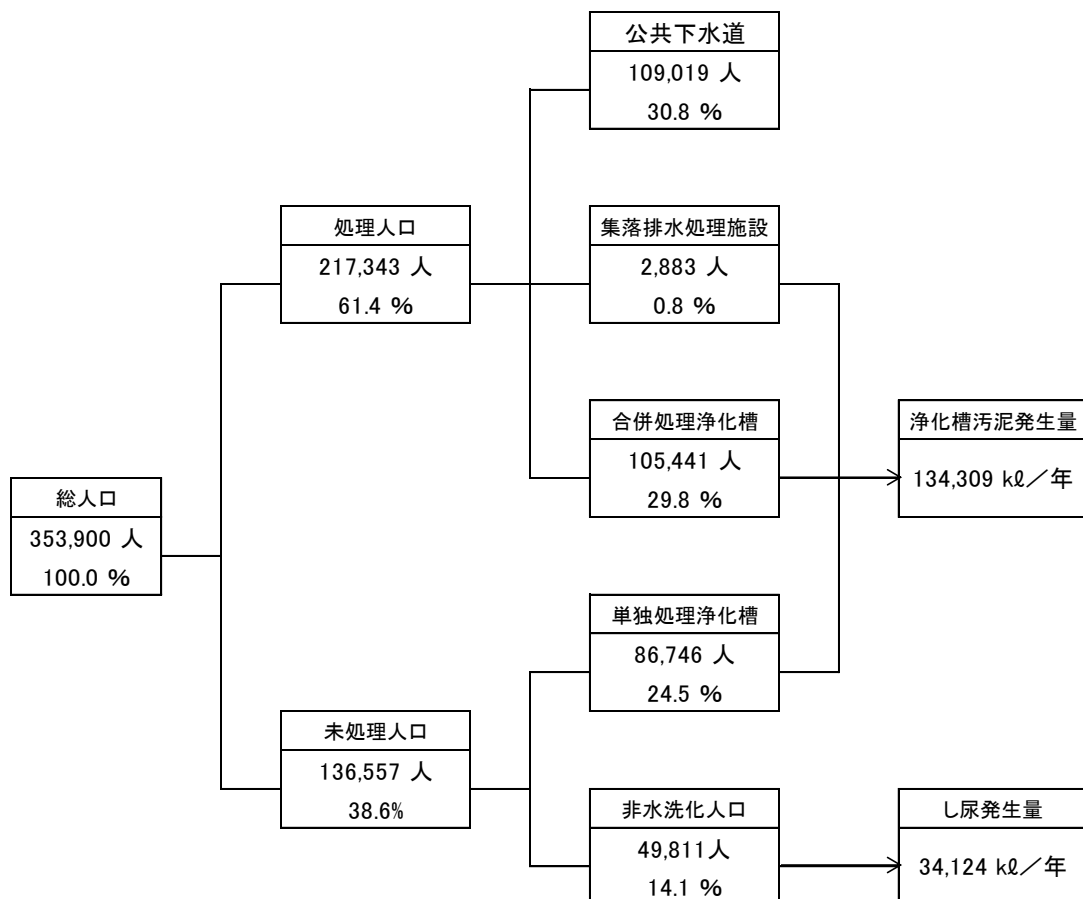 公共下水道
109,019 人
30.8 %
処理人口
217,343 人
61.4 %
集落排水処理施設
2,883 人
0.8 %
合併処理浄化槽
105,441 人
29.8 %
浄化槽汚泥発生量
134,309 kℓ／年
総人口
353,900 人
100.0 %
単独処理浄化槽
86,746 人
24.5 %
未処理人口
136,557 人
38.6%
非水洗化人口
49,811人
14.1 %
し尿発生量
34,124 kℓ／年